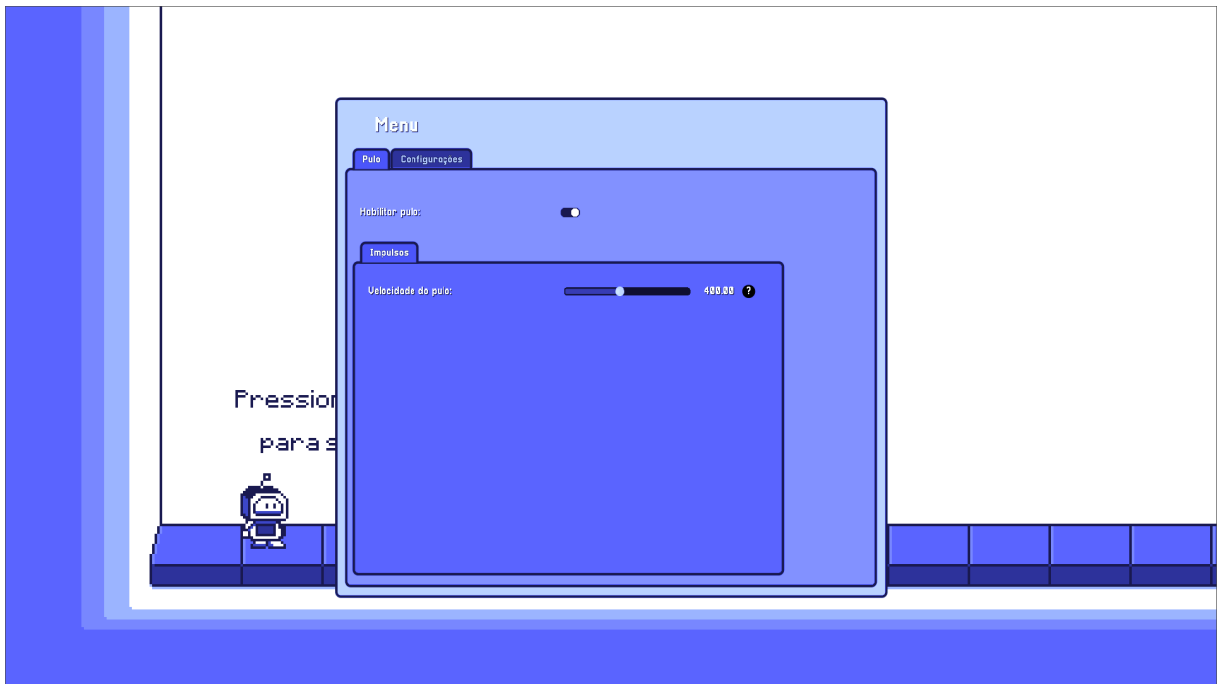 Menu
Pulo Configurações
Habilitar pulo:
Impulsos
Velocidade do pulo: 400.00 ?
Pression
para s